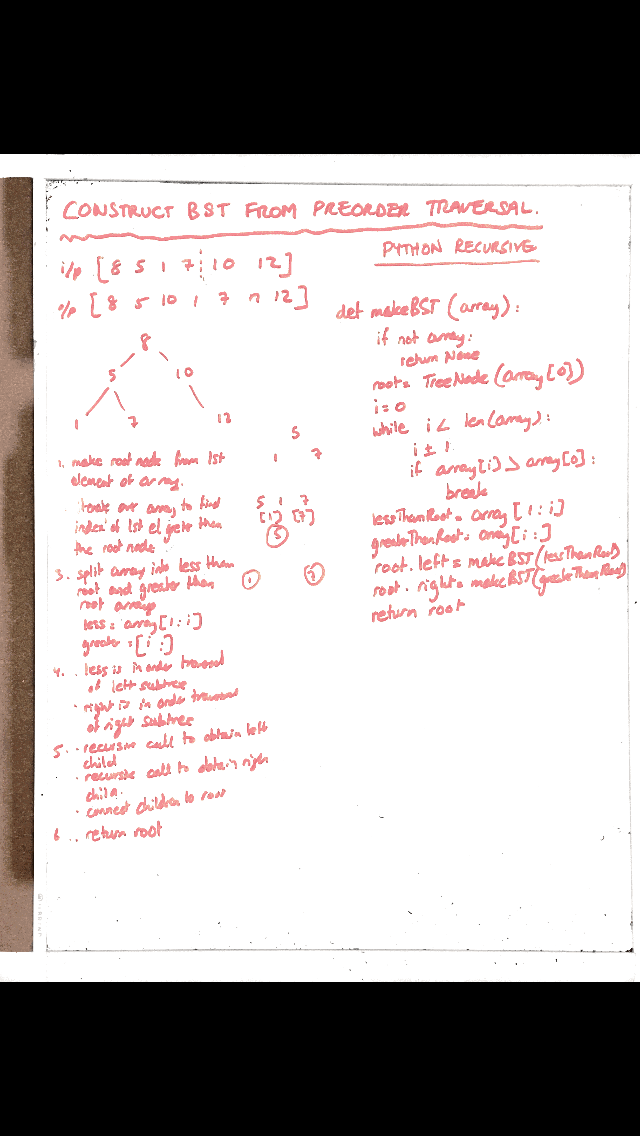 CONSTRUCT BST FROM PREORDER TRAVERSAL.
PYTHON RECURSIVE
i/p [8 5 1 7 10 12]
o/p [8 5 10 1 7 n 12]
8
5 10
1 7 12
5
1 7
1. make root node from 1st
element of array.
iterate over array to find
index of 1st el greater than
the root node
5 1 7
[1] [7]
5
1 7
3. split array into less than
root and greater than
root arrays
less = array [1 : i]
greater = [i :]
4. . less is in order traversal
of left subtree
. right is in order traversal
of right subtree
5. . recursive call to obtain left
child
. recursive call to obtain right
child.
. connect children to root
6 .. return root
def makeBST (array) :
if not array:
return None
root = TreeNode (array[0])
i = 0
while i < len(array) :
i ± 1
if array[i] > array[0] :
break
lessThanRoot = array [1 : i]
greaterThanRoot = array[i :]
root. left = makeBST(lessThanRoot)
root. right = makeBST(greaterThanRoot)
return root